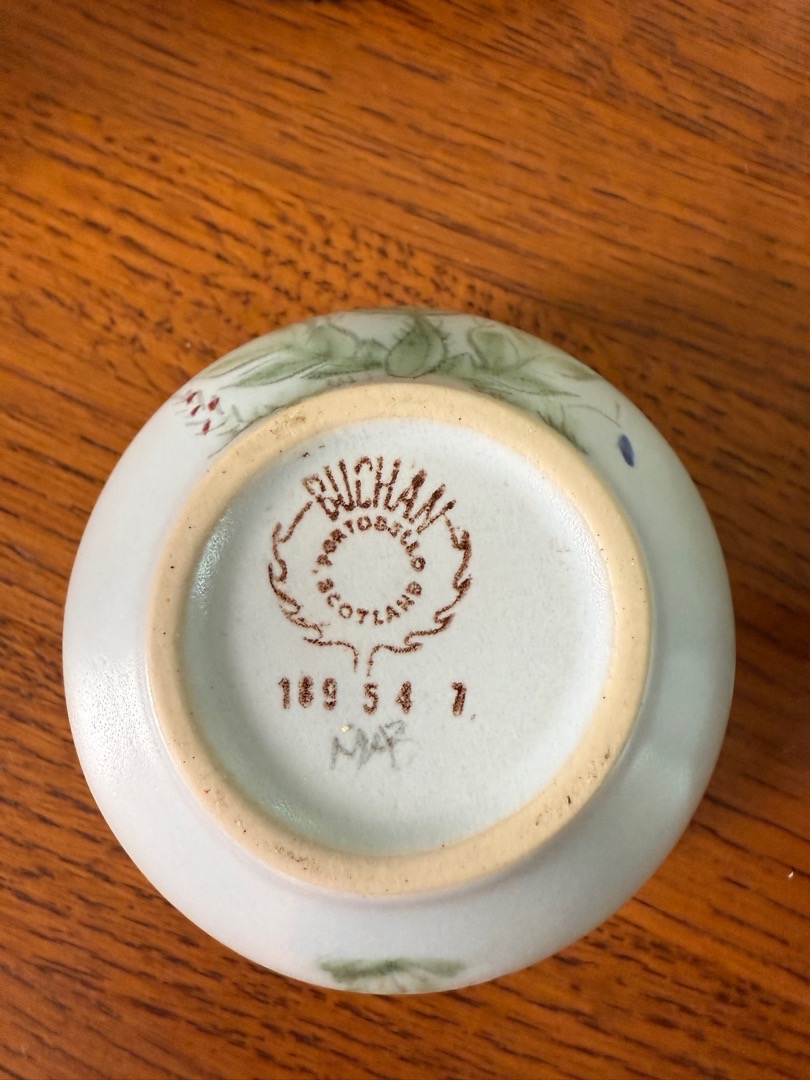 BUCHAN
PORTOBELLO
SCOTLAND
189 54 7